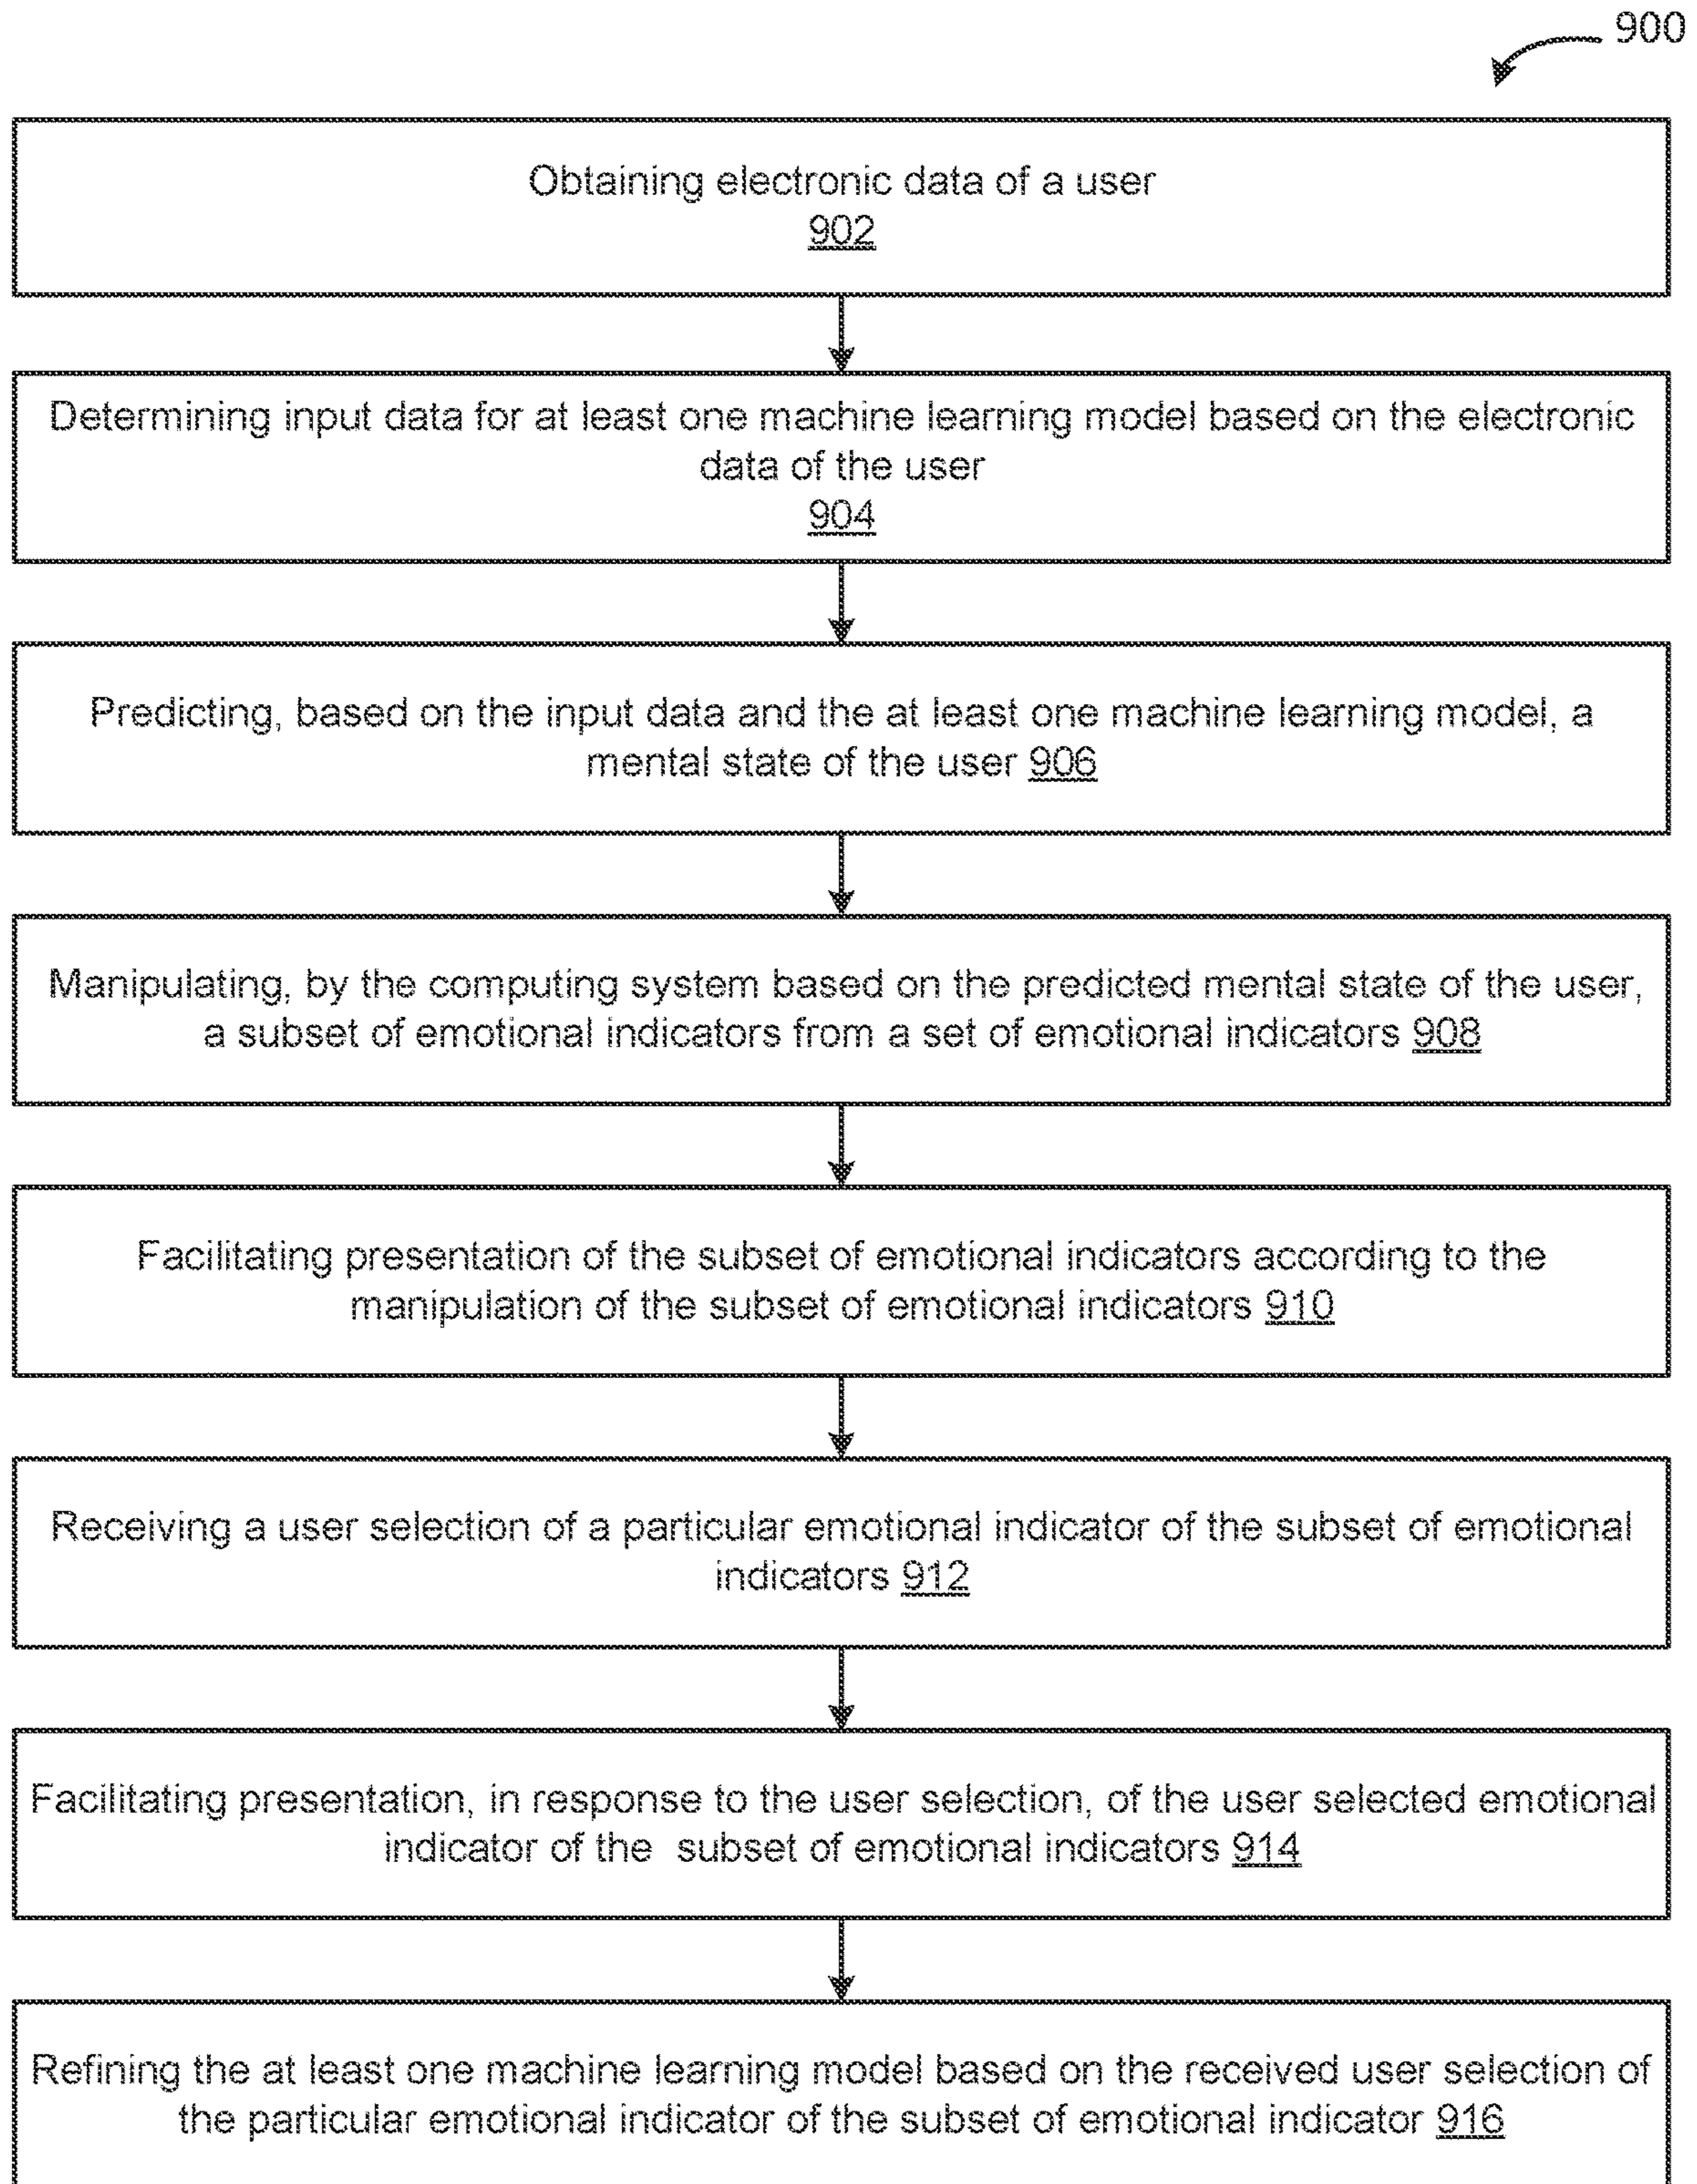 900
Obtaining electronic data of a user
902
Determining input data for at least one machine learning model based on the electronic
data of the user
904
Predicting, based on the input data and the at least one machine learning model, a
mental state of the user 906
Manipulating, by the computing system based on the predicted mental state of the user,
a subset of emotional indicators from a set of emotional indicators 908
Facilitating presentation of the subset of emotional indicators according to the
manipulation of the subset of emotional indicators 910
Receiving a user selection of a particular emotional indicator of the subset of emotional
indicators 912
Facilitating presentation, in response to the user selection, of the user selected emotional
indicator of the subset of emotional indicators 914
Refining the at least one machine learning model based on the received user selection of
the particular emotional indicator of the subset of emotional indicator 916